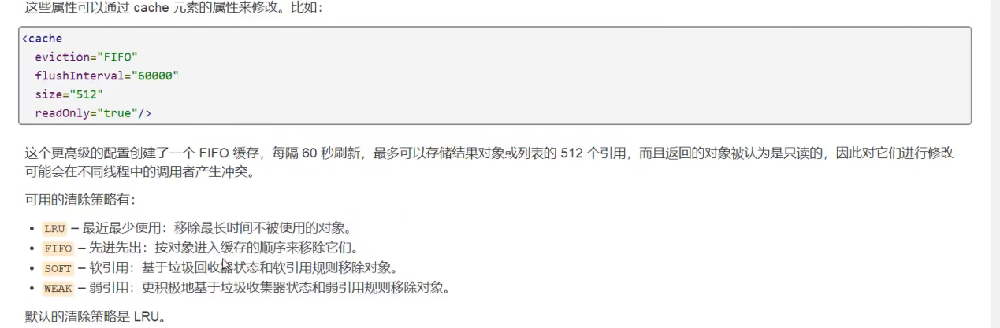 这些属性可以通过 cache 元素的属性来修改。比如：
<cache
  eviction="FIFO"
  flushInterval="60000"
  size="512"
  readOnly="true"/>
这个更高级的配置创建了一个 FIFO 缓存，每隔 60 秒刷新，最多可以存储结果对象或列表的 512 个引用，而且返回的对象被认为是只读的，因此对它们进行修改
可能会在不同线程中的调用者产生冲突。
可用的清除策略有：
• LRU – 最近最少使用：移除最长时间不被使用的对象。
• FIFO – 先进先出：按对象进入缓存的顺序来移除它们。
• SOFT – 软引用：基于垃圾回收器状态和软引用规则移除对象。
• WEAK – 弱引用：更积极地基于垃圾收集器状态和弱引用规则移除对象。
默认的清除策略是 LRU。